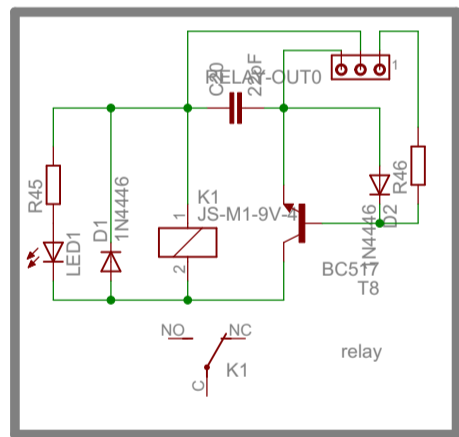 C20
22pF
RELAY-OUT0
1
R45
LED1
D1
1N4446
K1
JS-M1-9V-4
1
2
1N4446
D2
R46
BC517
T8
NO
NC
C
K1
relay